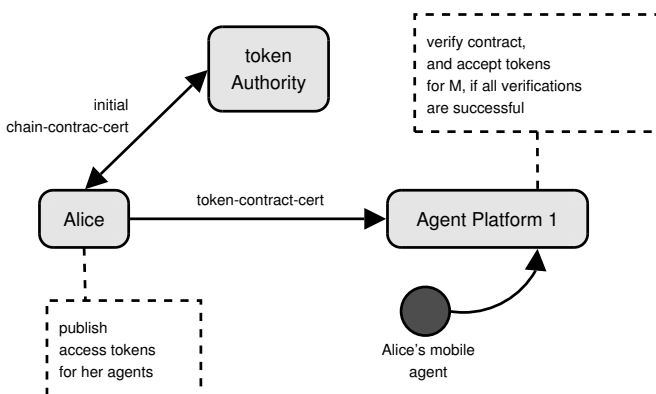 token
Authority
verify contract,
and accept tokens
for M, if all verifications
are successful
initial
chain-contrac-cert
Alice
token-contract-cert
Agent Platform 1
publish
access tokens
for her agents
Alice's mobile
agent